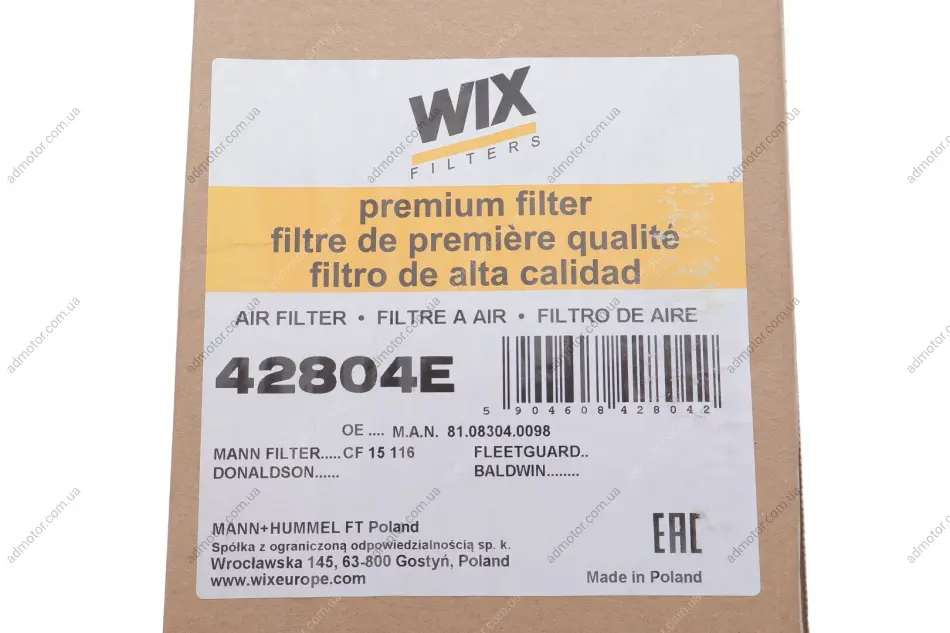 WIX
FILTERS
premium filter
filtre de première qualité
filtro de alta calidad
AIR FILTER • FILTRE A AIR • FILTRO DE AIRE
42804E
5 904608 428042
OE .... M.A.N. 81.08304.0098
MANN FILTER.....CF 15 116
FLEETGUARD..
DONALDSON......
BALDWIN........
MANN+HUMMEL FT Poland
Spółka z ograniczoną odpowiedzialnością sp. k.
Wrocławska 145, 63-800 Gostyń, Poland
www.wixeurope.com
EAC
Made in Poland
admotor.com.ua